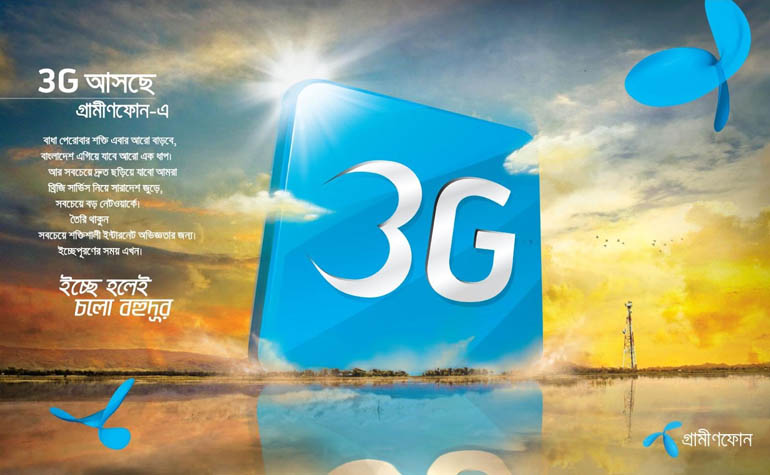 3G আসছে
গ্রামীণফোন-এ
বাধা পেরোবার শক্তি এবার আরো বাড়বে,
বাংলাদেশ এগিয়ে যাবে আরো এক ধাপ।
আর সবচেয়ে দ্রুত ছড়িয়ে যাবো আমরা
থ্রিজি সার্ভিস নিয়ে সারাদেশ জুড়ে,
সবচেয়ে বড় নেটওয়ার্কে।
তৈরি থাকুন
সবচেয়ে শক্তিশালী ইন্টারনেট অভিজ্ঞতার জন্য।
ইচ্ছেপূরণের সময় এখন।
ইচ্ছে হলেই
চলো বহুদূর
3G
গ্রামীণফোন